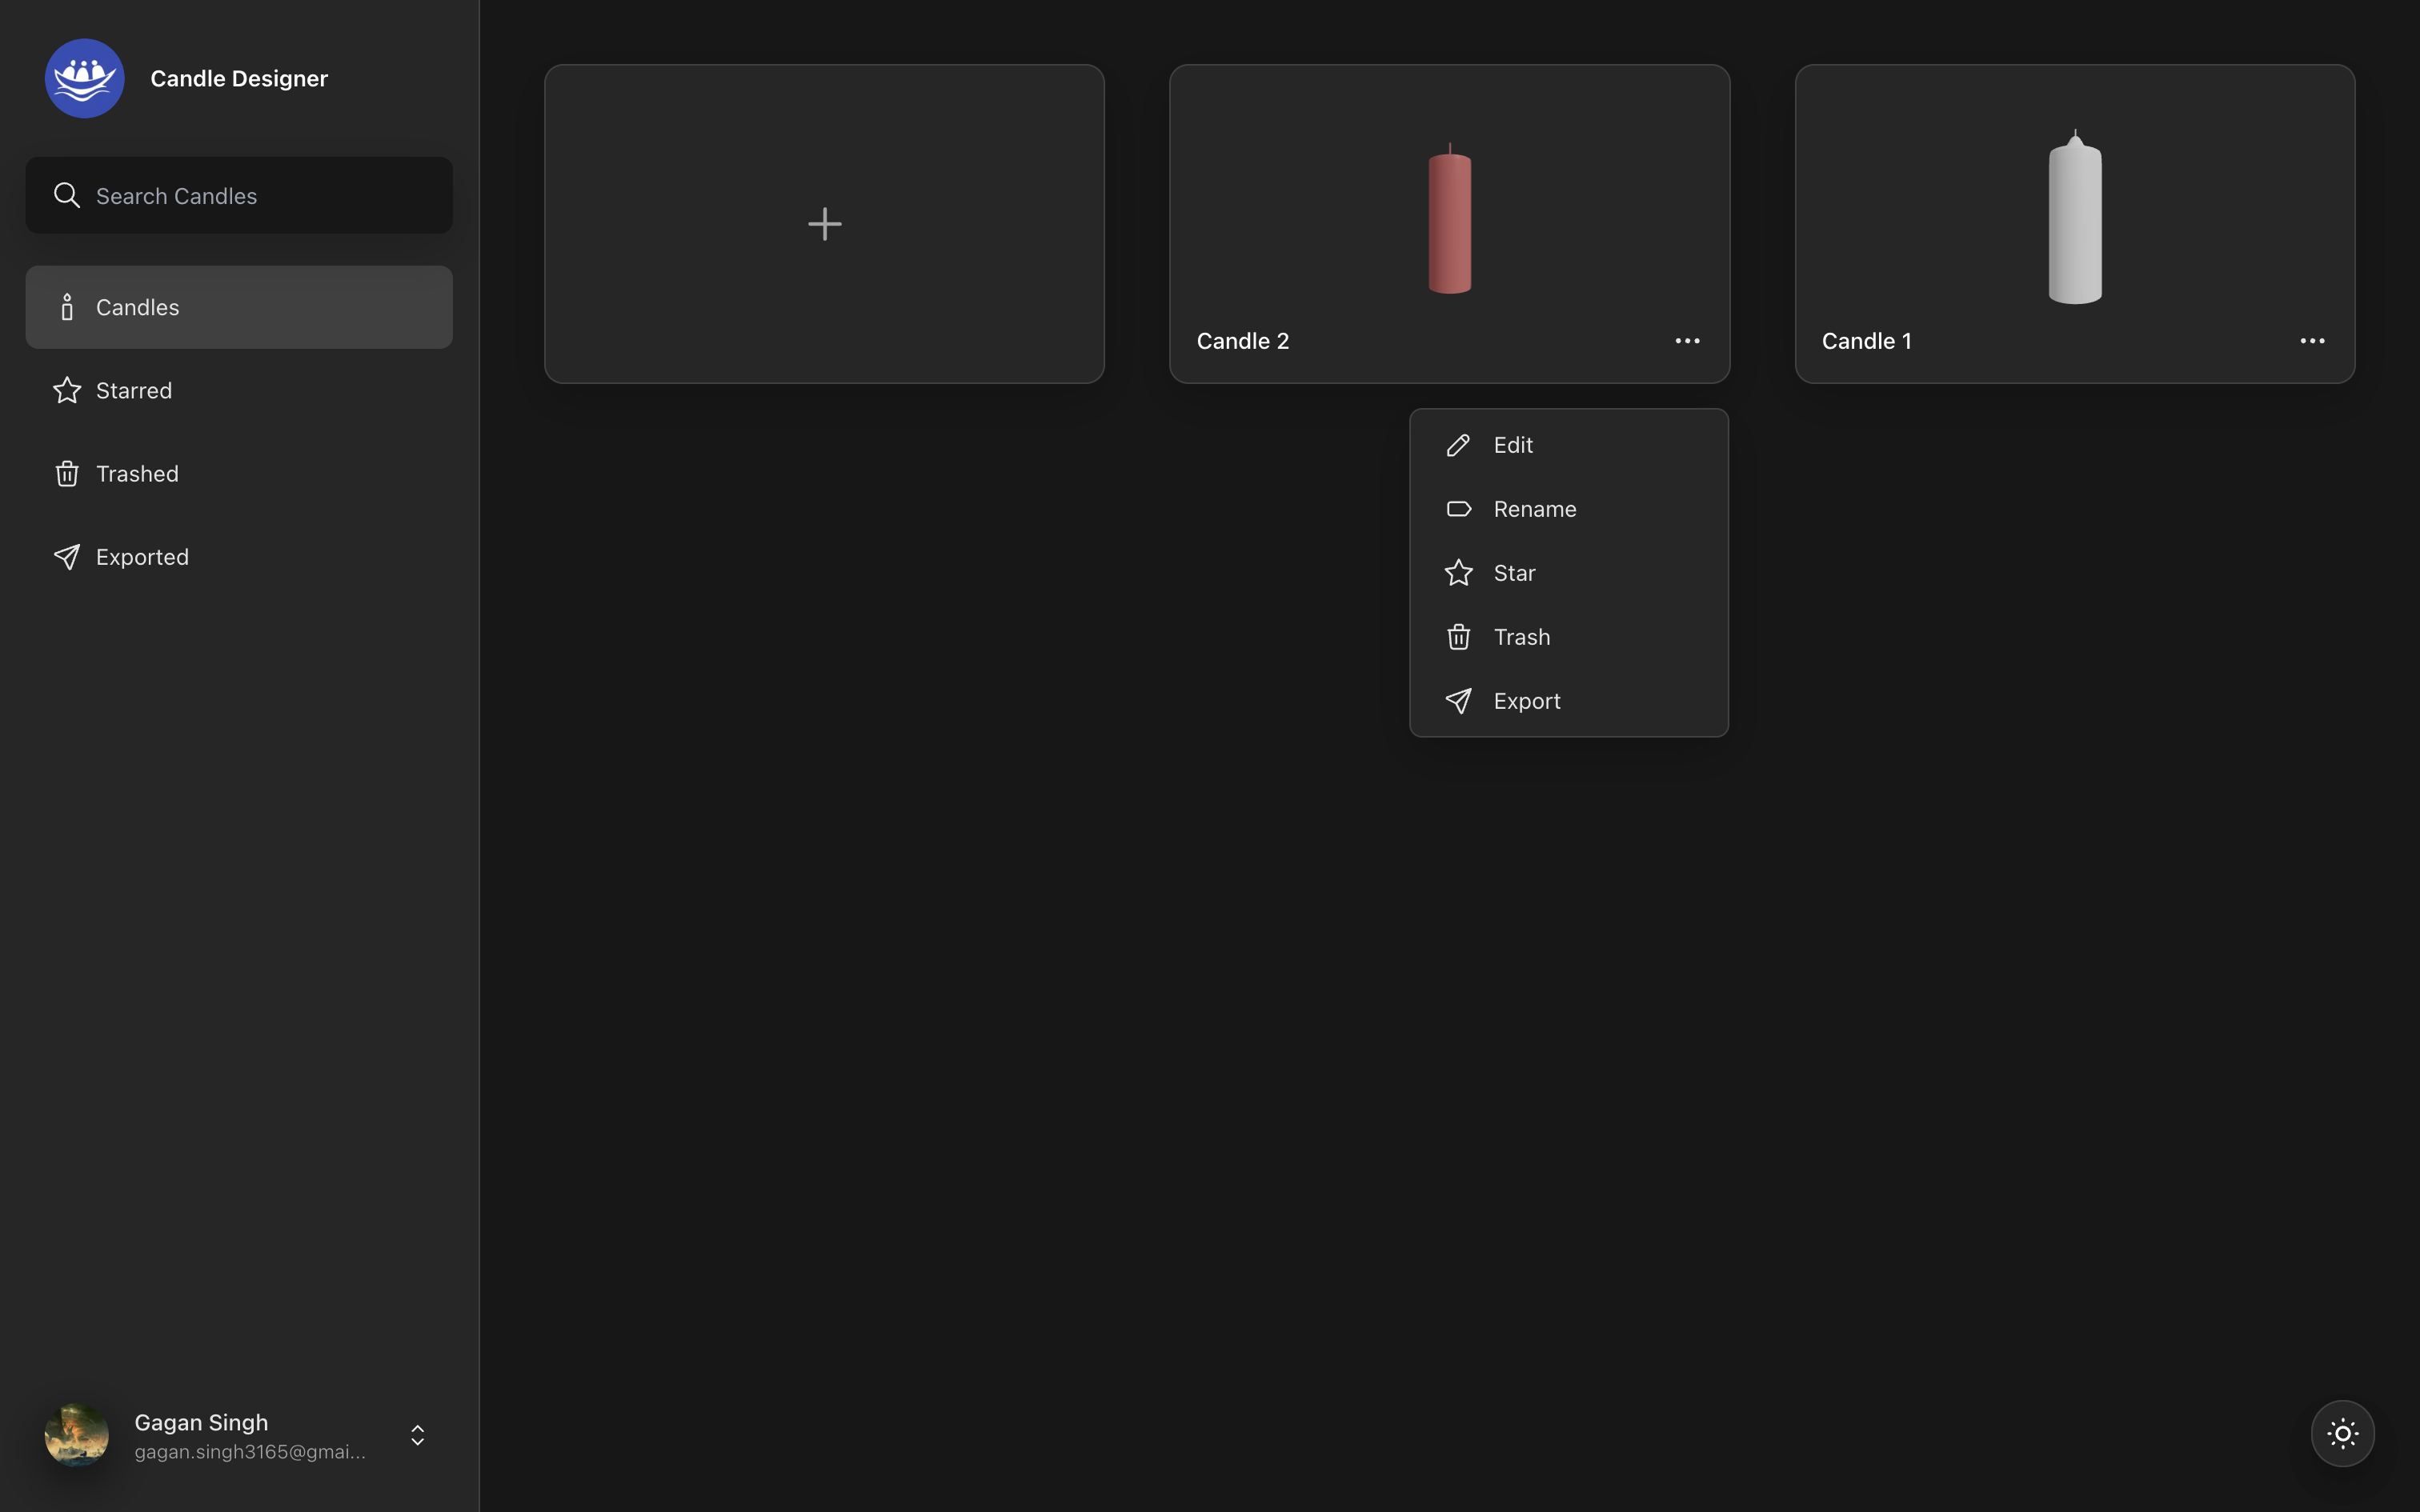 Candle Designer
Search Candles
Candles
Starred
Trashed
Exported
Candle 2
Candle 1
Edit
Rename
Star
Trash
Export
Gagan Singh
gagan.singh3165@gmai...